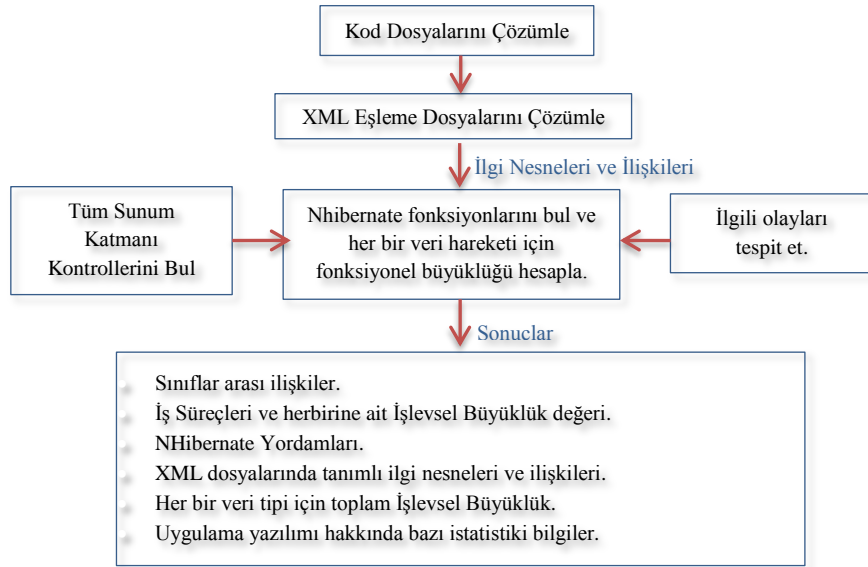 Kod Dosyalarını Çözümle
XML Eşleme Dosyalarını Çözümle
İlgi Nesneleri ve İlişkileri
Tüm Sunum
Katmanı
Kontrollerini Bul
Nhibernate fonksiyonlarını bul ve
her bir veri hareketi için
fonksiyonel büyüklüğü hesapla.
İlgili olayları
tespit et.
Sonuclar
Sınıflar arası ilişkiler.
İş Süreçleri ve herbirine ait İşlevsel Büyüklük değeri.
NHibernate Yordamları.
XML dosyalarında tanımlı ilgi nesneleri ve ilişkileri.
Her bir veri tipi için toplam İşlevsel Büyüklük.
Uygulama yazılımı hakkında bazı istatistiki bilgiler.